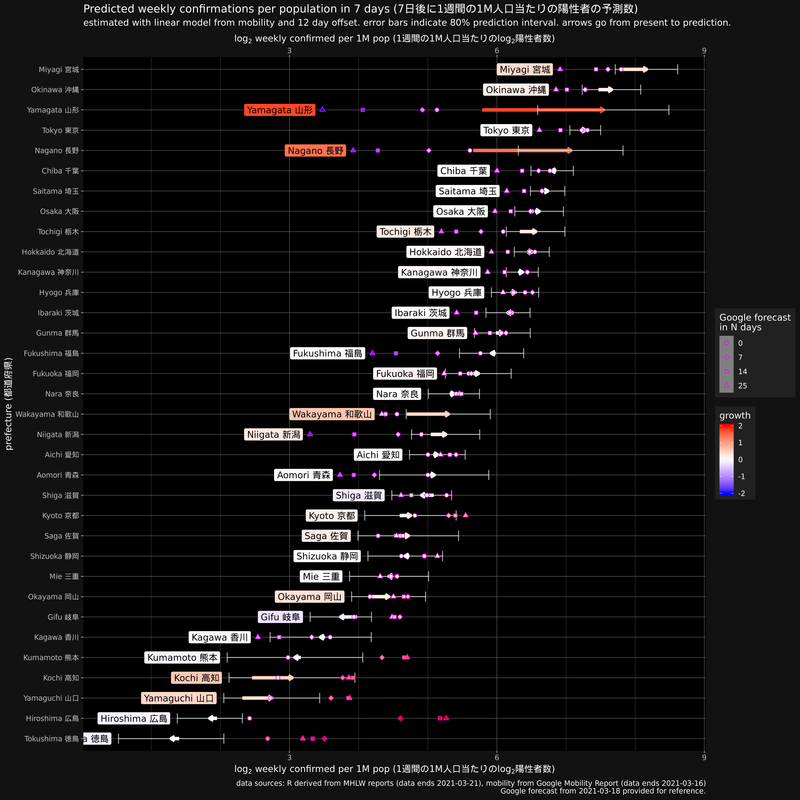 Predicted weekly confirmations per population in 7 days (7日後に1週間の1M人口当たりの陽性者の予測数)
estimated with linear model from mobility and 12 day offset. error bars indicate 80% prediction interval. arrows go from present to prediction.
log2 weekly confirmed per 1M pop (1週間の1M人口当たりのlog2陽性者数)
3 6 9
Miyagi 宮城 Miyagi 宮城
Okinawa 沖縄 Okinawa 沖縄
Yamagata 山形 Yamagata 山形
Tokyo 東京 Tokyo 東京
Nagano 長野 Nagano 長野
Chiba 千葉 Chiba 千葉
Saitama 埼玉 Saitama 埼玉
Osaka 大阪 Osaka 大阪
Tochigi 栃木 Tochigi 栃木
Hokkaido 北海道 Hokkaido 北海道
Kanagawa 神奈川 Kanagawa 神奈川
Hyogo 兵庫 Hyogo 兵庫
Ibaraki 茨城 Ibaraki 茨城
Gunma 群馬 Gunma 群馬
Fukushima 福島 Fukushima 福島
Fukuoka 福岡 Fukuoka 福岡
Nara 奈良 Nara 奈良
Wakayama 和歌山 Wakayama 和歌山
Niigata 新潟 Niigata 新潟
Aichi 愛知 Aichi 愛知
Aomori 青森 Aomori 青森
Shiga 滋賀 Shiga 滋賀
Kyoto 京都 Kyoto 京都
Saga 佐賀 Saga 佐賀
Shizuoka 静岡 Shizuoka 静岡
Mie 三重 Mie 三重
Okayama 岡山 Okayama 岡山
Gifu 岐阜 Gifu 岐阜
Kagawa 香川 Kagawa 香川
Kumamoto 熊本 Kumamoto 熊本
Kochi 高知 Kochi 高知
Yamaguchi 山口 Yamaguchi 山口
Hiroshima 広島 Hiroshima 広島
Tokushima 徳島 a 徳島
prefecture (都道府県)
3 6 9
log2 weekly confirmed per 1M pop (1週間の1M人口当たりのlog2陽性者数)
Google forecast
in N days
0
7
14
25
growth
2
1
0
-1
-2
data sources: R derived from MHLW reports (data ends 2021-03-21), mobility from Google Mobility Report (data ends 2021-03-16)
Google forecast from 2021-03-18 provided for reference.